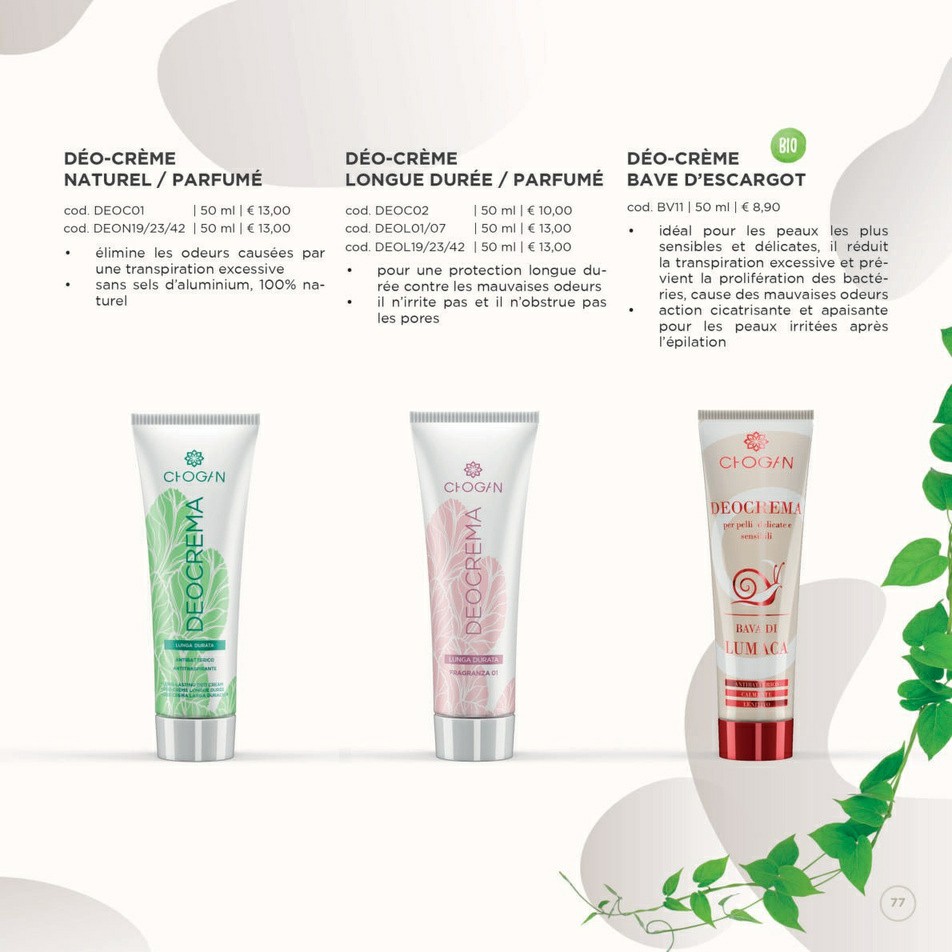 DÉO-CRÈME
NATUREL / PARFUMÉ
cod. DEOC01 | 50 ml | € 13,00
cod. DEON19/23/42 | 50 ml | € 13,00
• élimine les odeurs causées par
une transpiration excessive
• sans sels d’aluminium, 100% na-
turel
DÉO-CRÈME
LONGUE DURÉE / PARFUMÉ
cod. DEOC02 | 50 ml | € 10,00
cod. DEOL01/07 | 50 ml | € 13,00
cod. DEOL19/23/42 | 50 ml | € 13,00
• pour une protection longue du-
rée contre les mauvaises odeurs
• il n’irrite pas et il n’obstrue pas
les pores
BIO
DÉO-CRÈME
BAVE D’ESCARGOT
cod. BV11 | 50 ml | € 8,90
• idéal pour les peaux les plus
sensibles et délicates, il réduit
la transpiration excessive et pré-
vient la prolifération des bacté-
ries, cause des mauvaises odeurs
• action cicatrisante et apaisante
pour les peaux irritées après
l’épilation
CHOGAN
DEOCREMA
LUNGA DURATA
ANTIBATTERICO
ANTITRASPIRANTE
CHOGAN
DEOCREMA
LUNGA DURATA
FRAGRANZA 01
CHOGAN
DEOCREMA
per pelli delicate e
sensibili
BAVA DI
LUMACA
LENITIVO
77